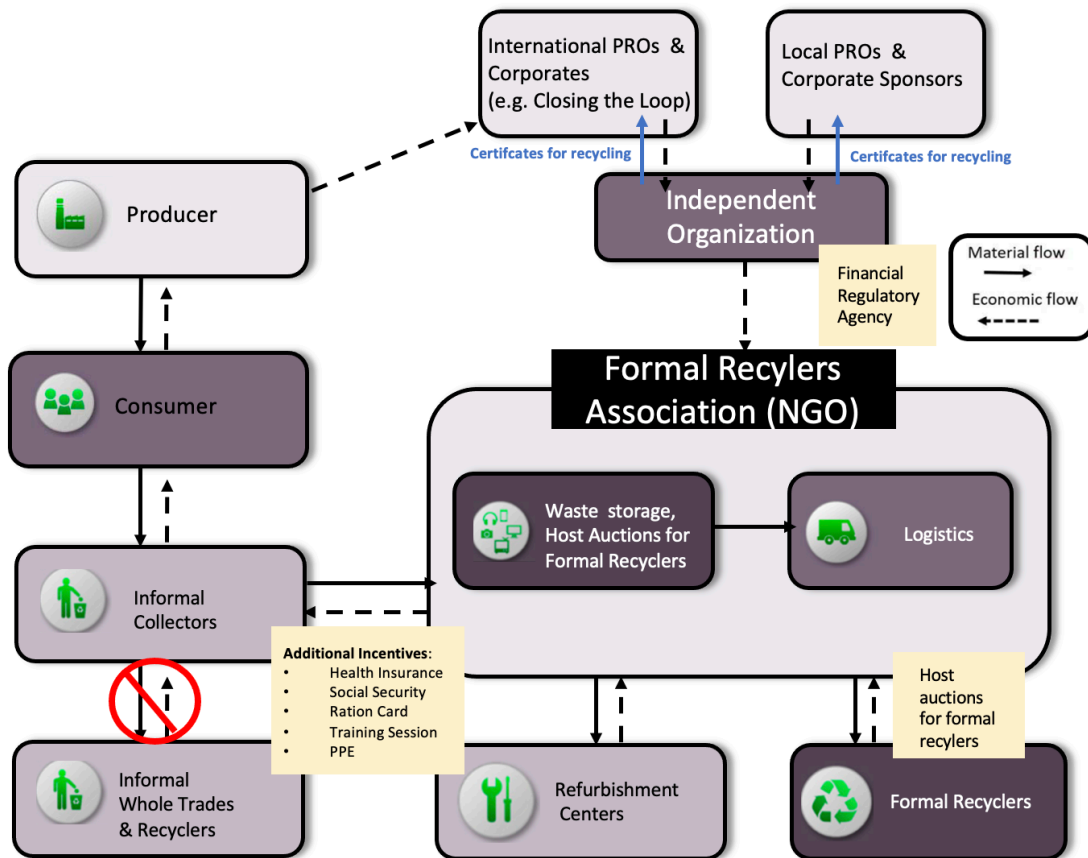 International PROs &
Corporates
(e.g. Closing the Loop)
Local PROs &
Corporate Sponsors
Certifcates for recycling
Certifcates for recycling
Producer
Independent
Organization
Financial
Regulatory
Agency
Material flow
Economic flow
Consumer
Formal Recylers
Association (NGO)
Waste storage,
Host Auctions for
Formal Recyclers
Logistics
Informal
Collectors
Additional Incentives:
• Health Insurance
• Social Security
• Ration Card
• Training Session
• PPE
Host
auctions
for formal
recylers
Informal
Whole Trades
& Recyclers
Refurbishment
Centers
Formal Recyclers